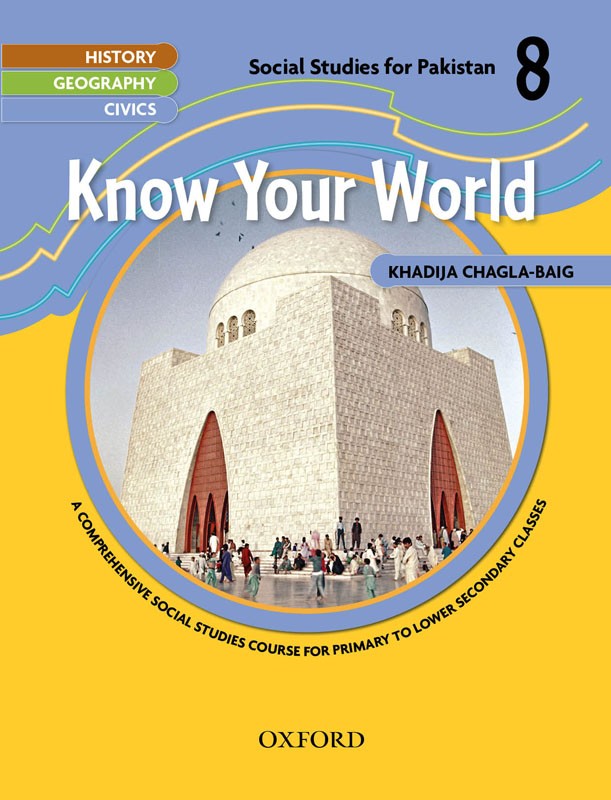 HISTORY
GEOGRAPHY
CIVICS
Social Studies for Pakistan 8
Know Your World
KHADIJA CHAGLA-BAIG
A COMPREHENSIVE SOCIAL STUDIES COURSE FOR PRIMARY TO LOWER SECONDARY CLASSES
OXFORD